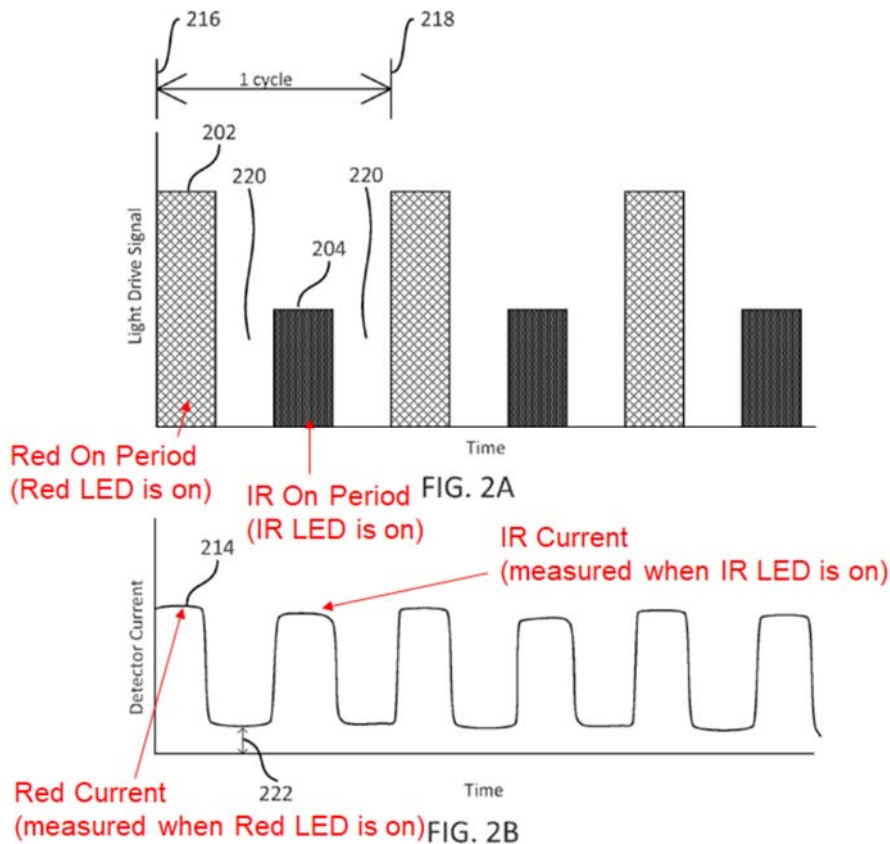 216
218
1 cycle
202
220
220
204
Light Drive Signal
Time
Red On Period
(Red LED is on)
IR On Period
(IR LED is on)
FIG. 2A
214
IR Current
(measured when IR LED is on)
Detector Current
222
Time
Red Current
(measured when Red LED is on)
FIG. 2B